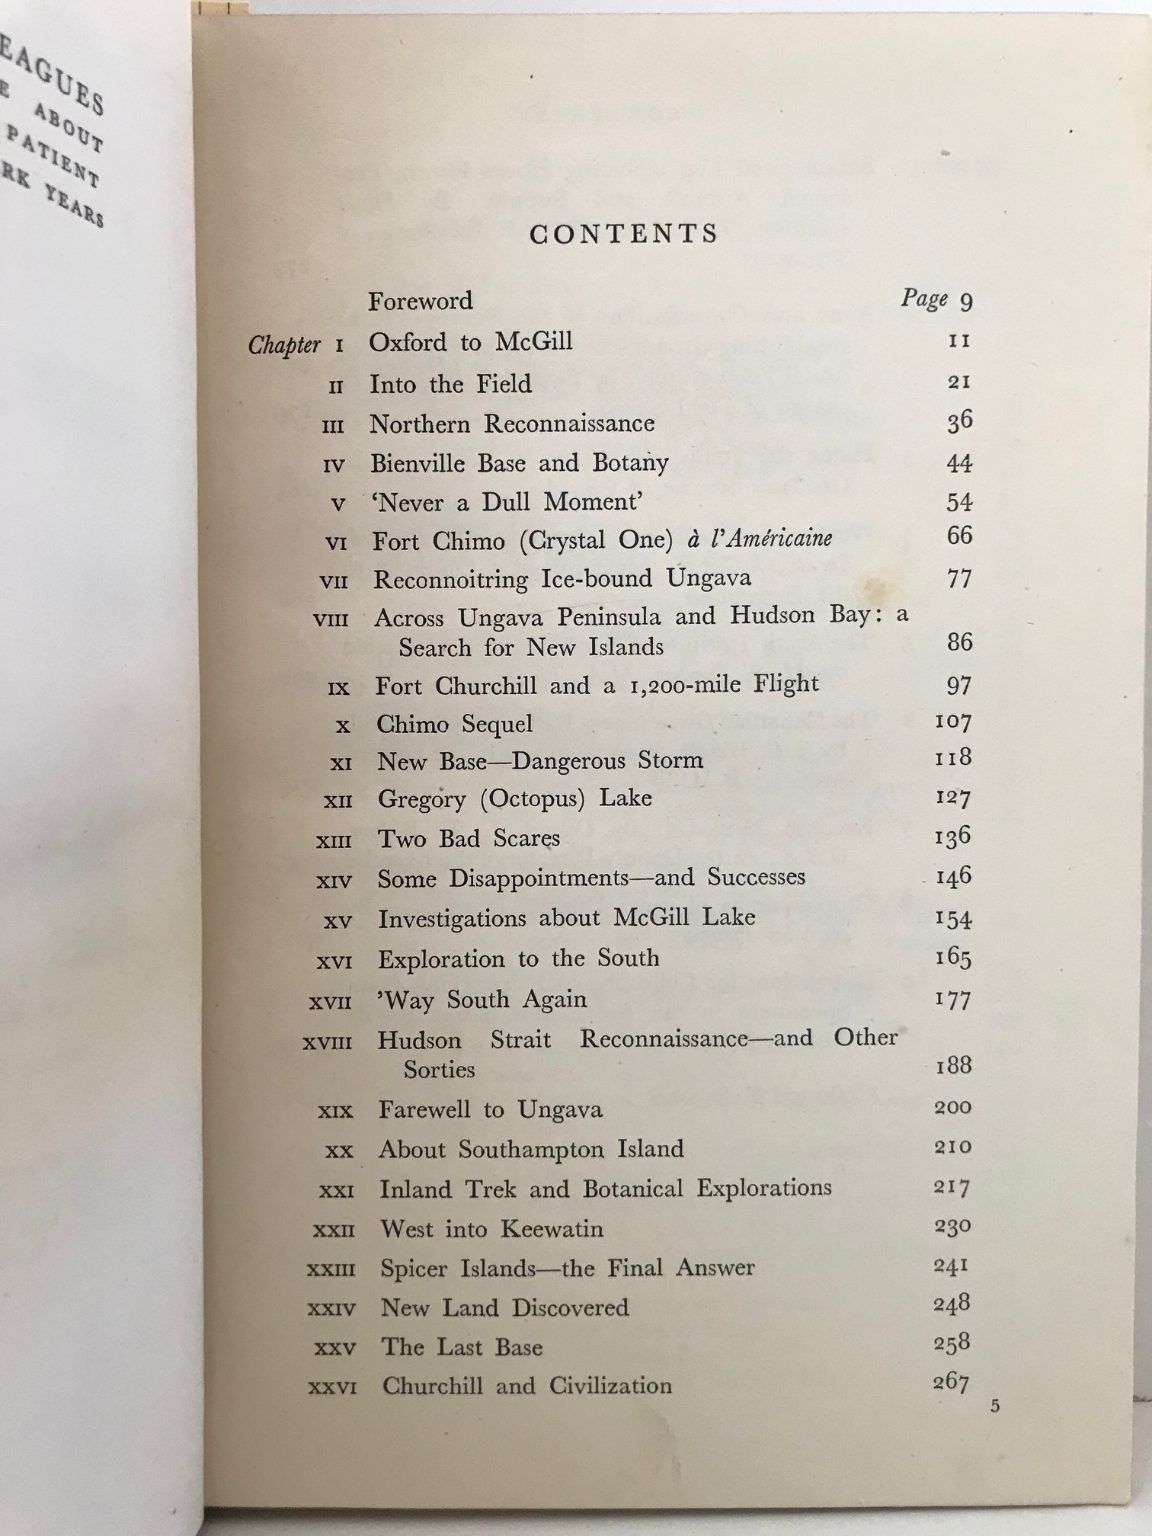 EAGUES
E ABOUT
PATIENT
RK YEARS
CONTENTS
Foreword Page 9
Chapter I Oxford to McGill 11
II Into the Field 21
III Northern Reconnaissance 36
IV Bienville Base and Botany 44
V ‘Never a Dull Moment’ 54
VI Fort Chimo (Crystal One) à l’Américaine 66
VII Reconnoitring Ice-bound Ungava 77
VIII Across Ungava Peninsula and Hudson Bay: a
Search for New Islands 86
IX Fort Churchill and a 1,200-mile Flight 97
X Chimo Sequel 107
XI New Base—Dangerous Storm 118
XII Gregory (Octopus) Lake 127
XIII Two Bad Scares 136
XIV Some Disappointments—and Successes 146
XV Investigations about McGill Lake 154
XVI Exploration to the South 165
XVII ’Way South Again 177
XVIII Hudson Strait Reconnaissance—and Other
Sorties 188
XIX Farewell to Ungava 200
XX About Southampton Island 210
XXI Inland Trek and Botanical Explorations 217
XXII West into Keewatin 230
XXIII Spicer Islands—the Final Answer 241
XXIV New Land Discovered 248
XXV The Last Base 258
XXVI Churchill and Civilization 267
5